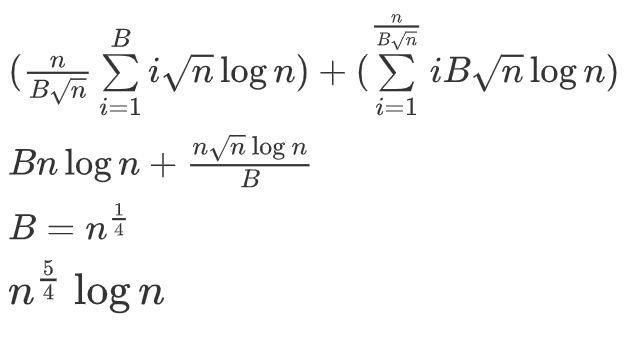 $(\frac{n}{B\sqrt{n}} \sum_{i=1}^{B} i\sqrt{n} \log n) + (\sum_{i=1}^{\frac{n}{B\sqrt{n}}} iB\sqrt{n} \log n)$
$Bn \log n + \frac{n\sqrt{n} \log n}{B}$
$B = n^{\frac{1}{4}}$
$n^{\frac{5}{4}} \log n$